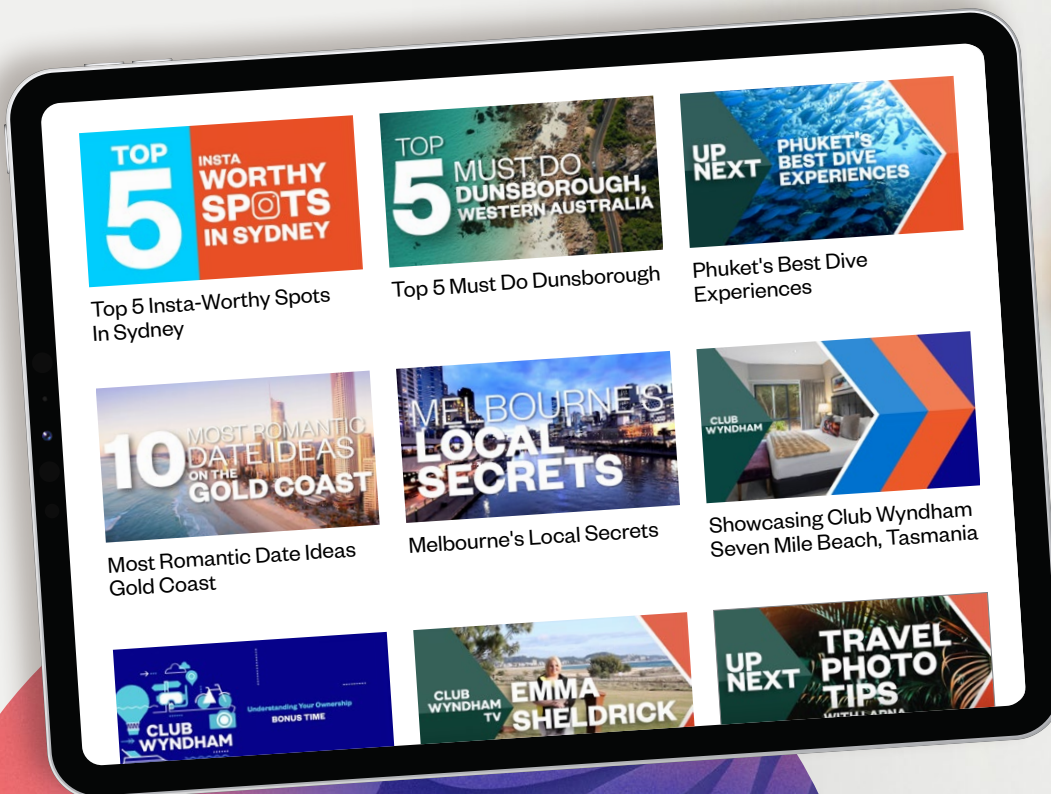 TOP
5
INSTA
WORTHY
SPOTS
IN SYDNEY
Top 5 Insta-Worthy Spots
In Sydney
TOP
5
MUST DO
DUNSBOROUGH,
WESTERN AUSTRALIA
Top 5 Must Do Dunsborough
UP
NEXT
PHUKET'S
BEST DIVE
EXPERIENCES
Phuket's Best Dive
Experiences
10
MOST ROMANTIC
DATE IDEAS
ON THE
GOLD COAST
Most Romantic Date Ideas
Gold Coast
MELBOURNE'S
LOCAL
SECRETS
Melbourne's Local Secrets
CLUB
WYNDHAM
Showcasing Club Wyndham
Seven Mile Beach, Tasmania
CLUB
WYNDHAM
Understanding Your Ownership
BONUS TIME
CLUB
WYNDHAM
TV
EMMA
SHELDRICK
UP
NEXT
TRAVEL
PHOTO
TIPS
WITH LARNA